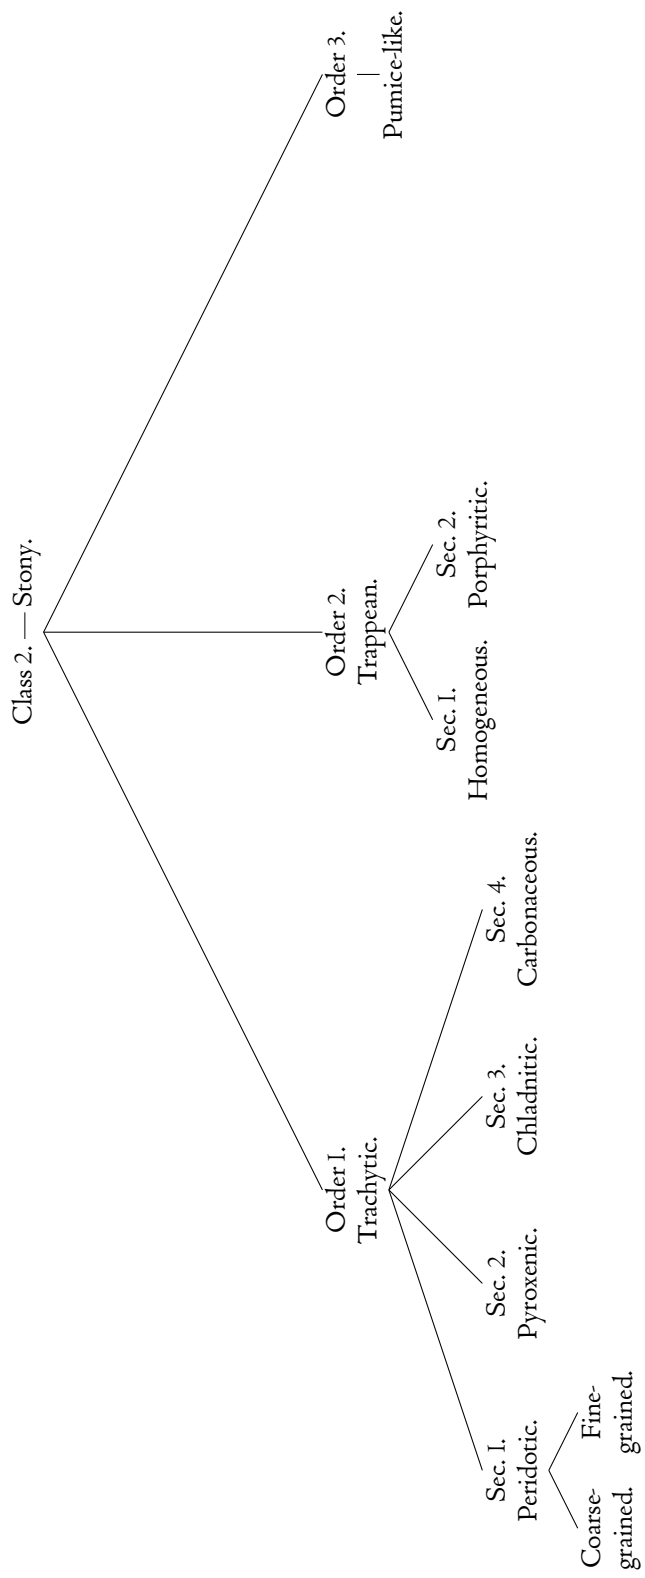 Class 2. — Stony.
Order 1.
Trachytic.
Order 2.
Trappean.
Order 3.
Pumice-like.
Sec. 1.
Peridotic.
Sec. 2.
Pyroxenic.
Sec. 3.
Chladnitic.
Sec. 4.
Carbonaceous.
Sec. 1.
Homogeneous.
Sec. 2.
Porphyritic.
Coarse-
grained.
Fine-
grained.